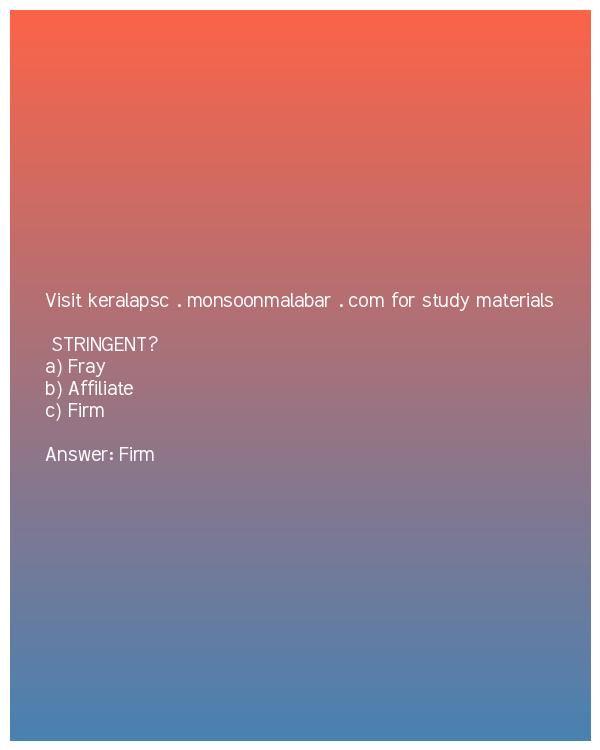 Visit keralapsc . monsoonmalabar . com for study materials
STRINGENT?
a) Fray
b) Affiliate
c) Firm
Answer: Firm